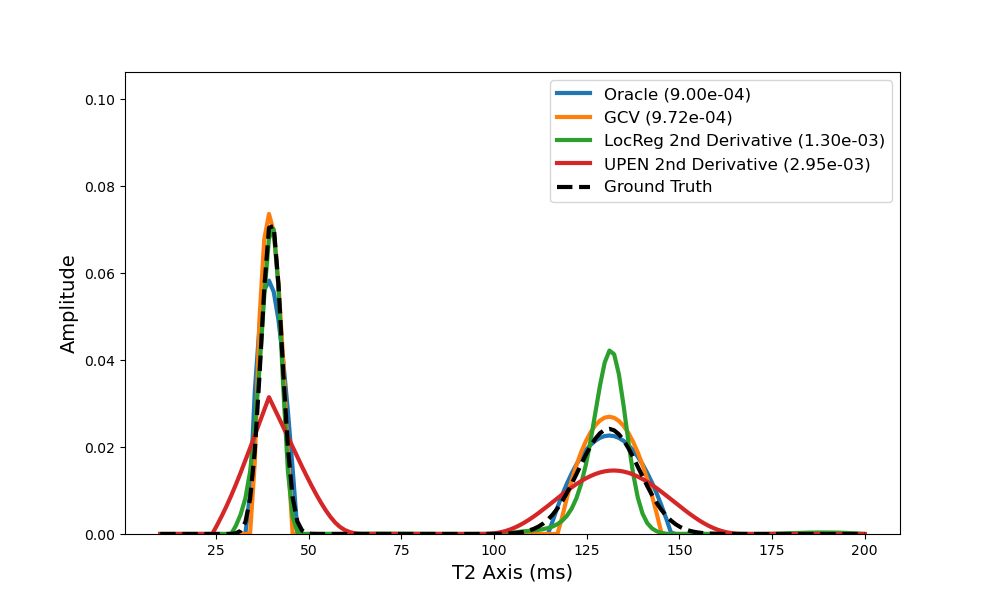 Oracle (9.00e-04)
GCV (9.72e-04)
LocReg 2nd Derivative (1.30e-03)
UPEN 2nd Derivative (2.95e-03)
Ground Truth
0.10
0.08
0.06
0.04
0.02
0.00
Amplitude
25 50 75 100 125 150 175 200
T2 Axis (ms)